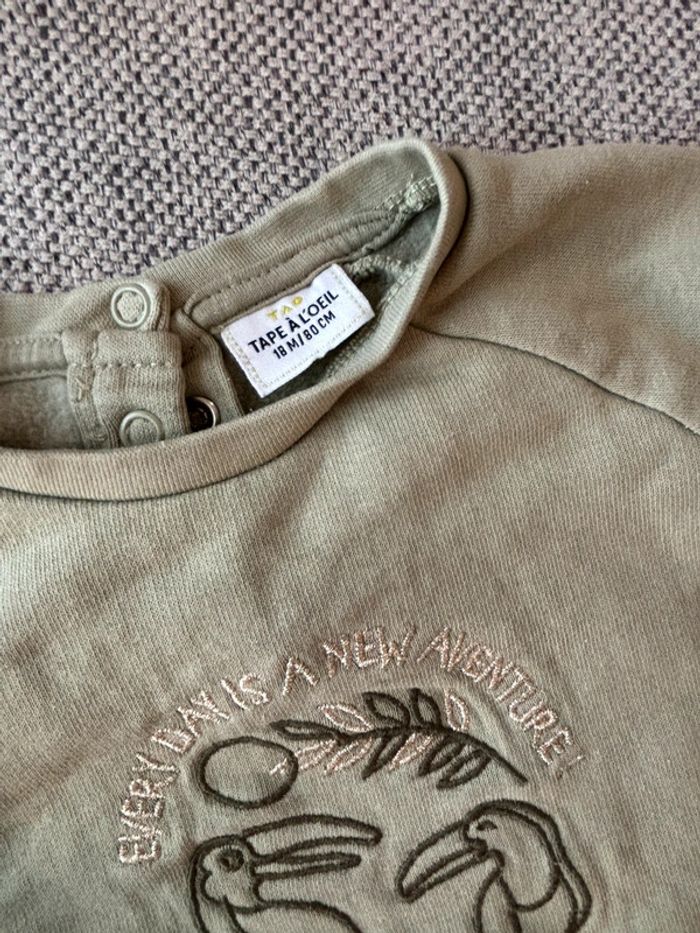 TAO
TAPE À L'OEIL
18 M/80 CM
EVERY DAY IS A NEW AVENTURE!